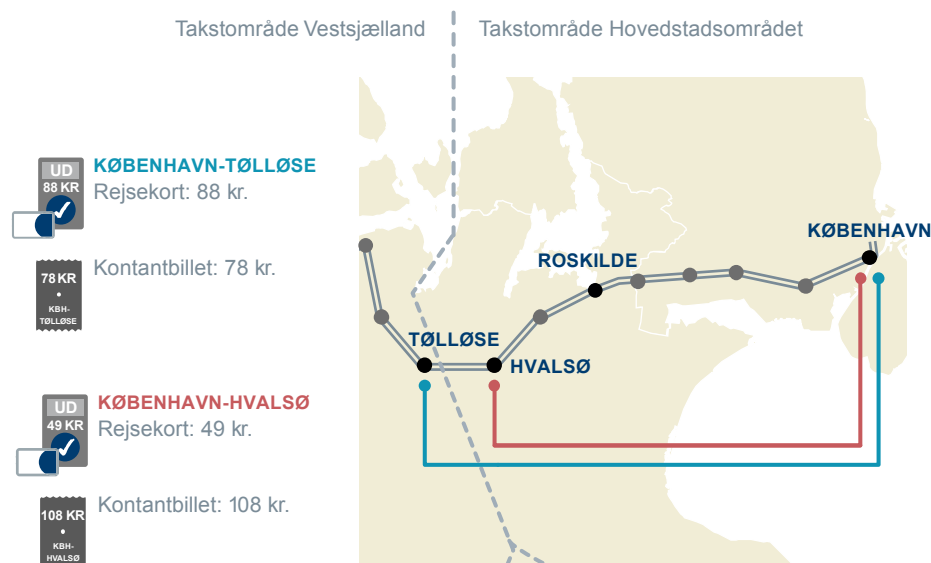 Takstområde Vestsjælland
Takstområde Hovedstadsområdet
UD
88 KR
KØBENHAVN-TØLLØSE
Rejsekort: 88 kr.
78 KR
KBH-
TØLLØSE
Kontantbillet: 78 kr.
UD
49 KR
KØBENHAVN-HVALSØ
Rejsekort: 49 kr.
108 KR
KBH-
HVALSØ
Kontantbillet: 108 kr.
KØBENHAVN
ROSKILDE
TØLLØSE
HVALSØ